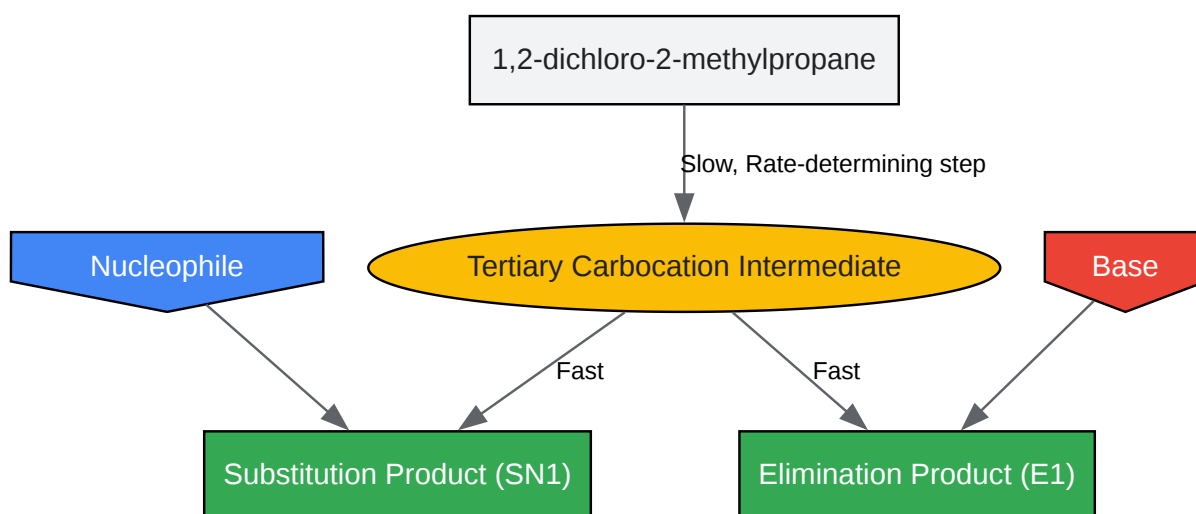 1,2-dichloro-2-methylpropane
Slow, Rate-determining step
Nucleophile
Tertiary Carbocation Intermediate
Base
Fast
Fast
Substitution Product (SN1)
Elimination Product (E1)